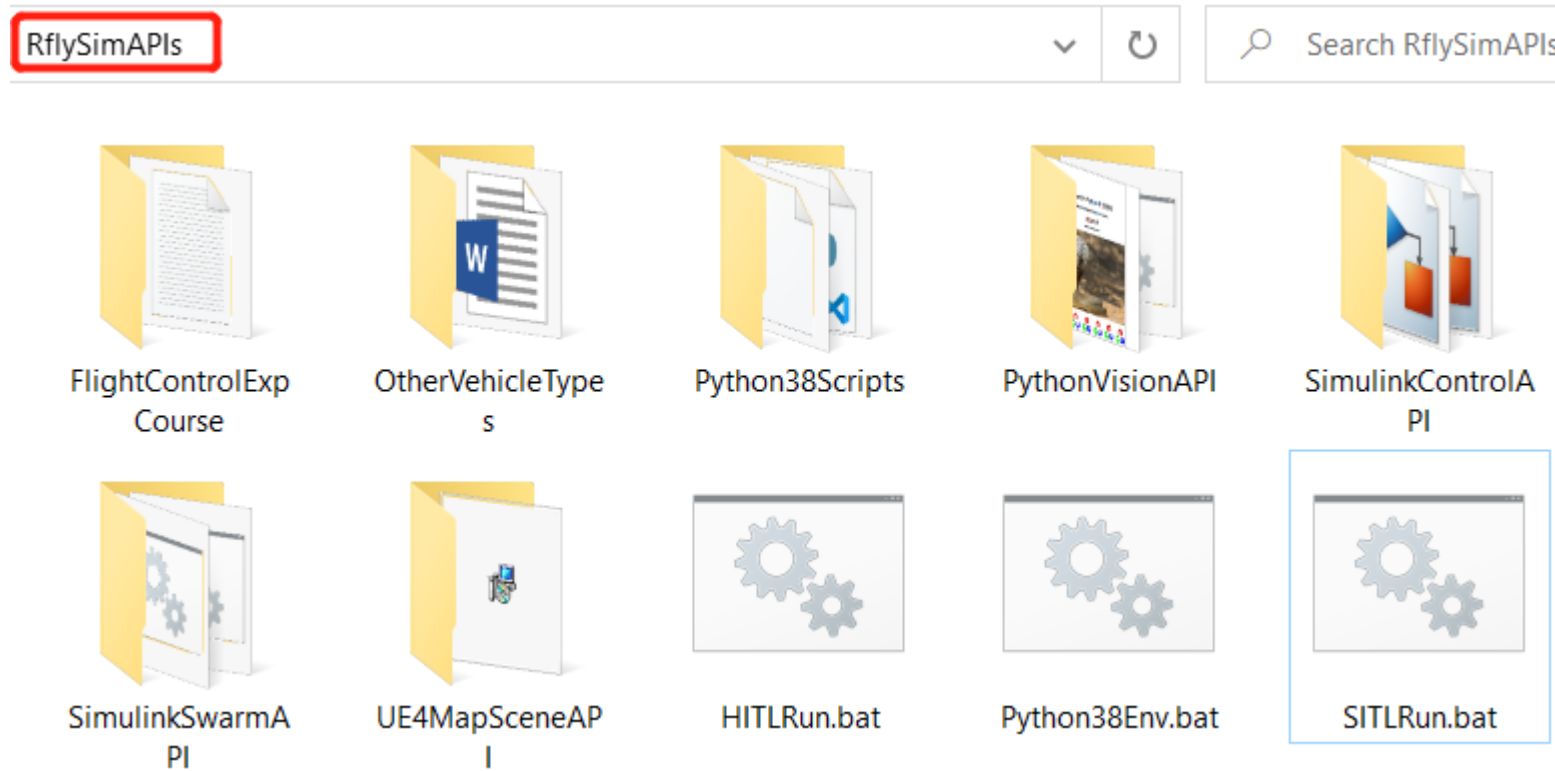 RflySimAPIs
Search RflySimAPIs
FlightControlExp
Course
OtherVehicleType
s
Python38Scripts
PythonVisionAPI
SimulinkControlA
PI
SimulinkSwarmA
PI
UE4MapSceneAP
I
HITLRun.bat
Python38Env.bat
SITLRun.bat
W